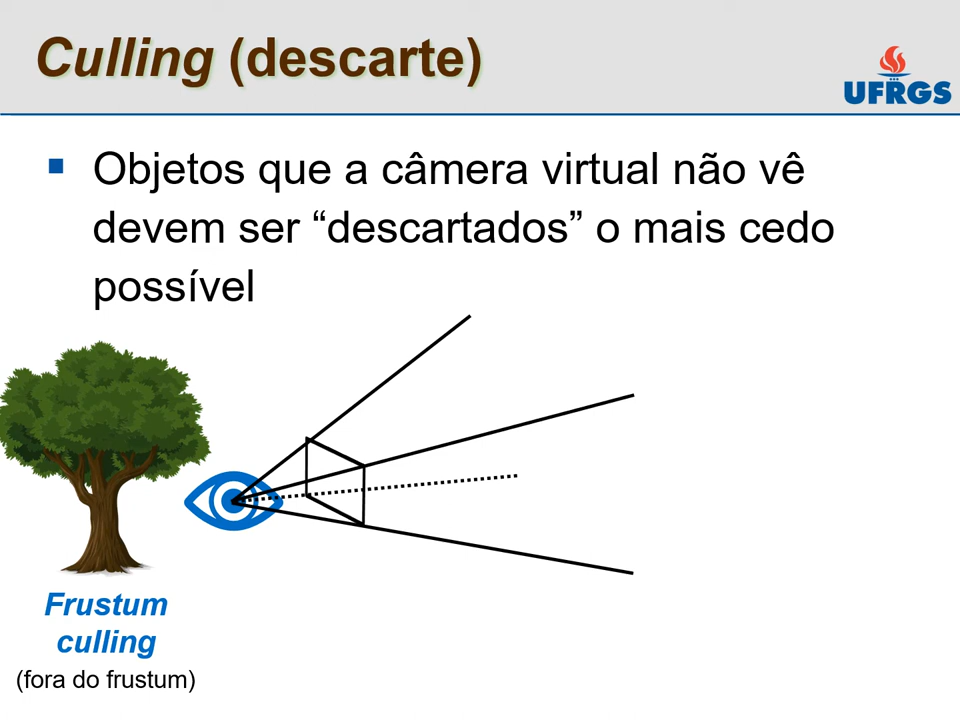 Culling (descarte)
UFRGS
Objetos que a câmera virtual não vê
devem ser “descartados” o mais cedo
possível
Frustum
culling
(fora do frustum)